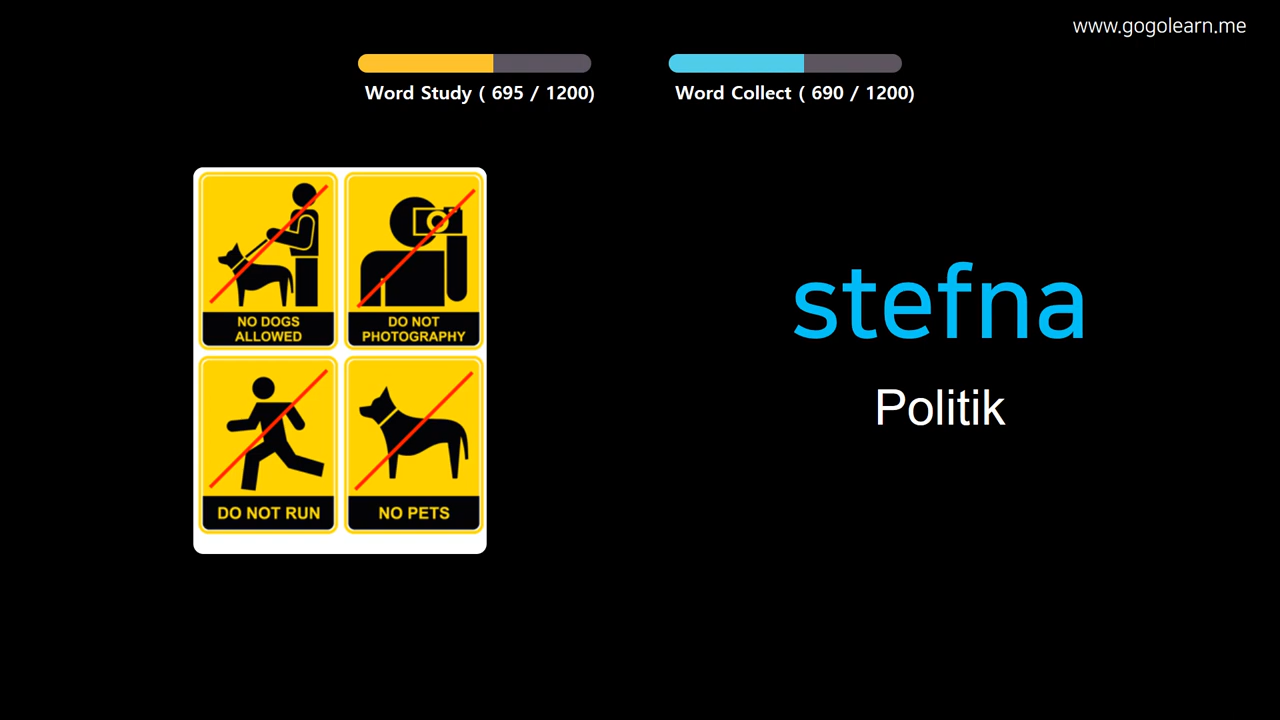 www.gogolearn.me
Word Study ( 695 / 1200)
Word Collect ( 690 / 1200)
NO DOGS
ALLOWED
DO NOT
PHOTOGRAPHY
DO NOT RUN
NO PETS
stefna
Politik